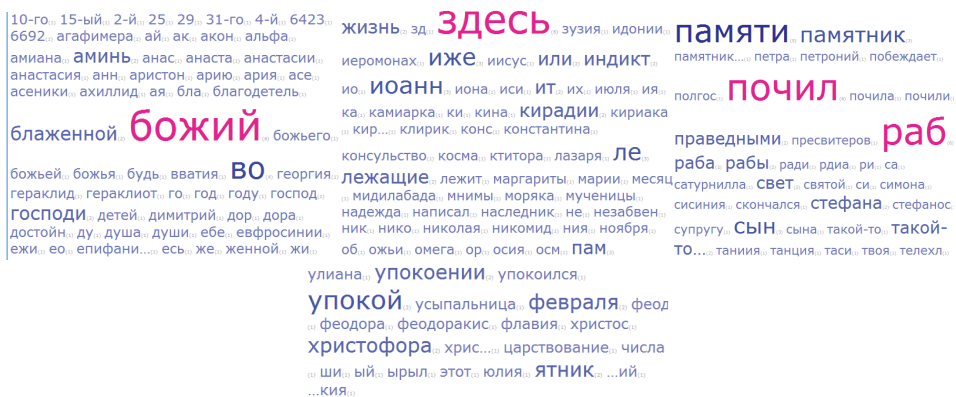 10-го 15-ый 2-й 25 29 31-го 4-й 6423
6692 агафимера ай ак акон альфа
амиана аминь анас анаста анастасии
анастасия анн аристон арию ария асе
асеники ахиллид ая бла благодетель
блаженной божий божьего
божьей божья будь вватия во георгия
гераклид гераклиот го год году господ
господи детей димитрий дор дора
достойн ду душа души ебе евфросинии
ежи ео епифани... есь же женной жи
жизнь зд здесь зузия идонии
иеромонах иже иисус или индикт
ио иоанн иона иси ит их июля ия
ка камиарка ки кина кирадии кириака
кир... клирик конс константина
консульство косма ктитора лазаря ле
лежащие лежит маргариты марии месяц
мидилабада мнимы моряка мученицы
надежда написал наследник не незабвен
ник нико николая никомид ния ноября
об ожьи омега ор осия осм пам
памяти памятник
памятник... петра петроний побеждает
полгос почил почила почили
праведными пресвитеров раб
раба рабы ради рдиа ри са
сатурнилла свет святой си симона
сисиния скончался стефана стефанос
супругу сын сына такой-то такой-
то... таниия танция таси твоя телехл
улиана упокоении упокоился
упокой усыпальница февраля феод
феодора феодоракис флавия христос
христофора хрис... царствование числа
ши ый ырыл этот юлия ятник ...ий
...кия